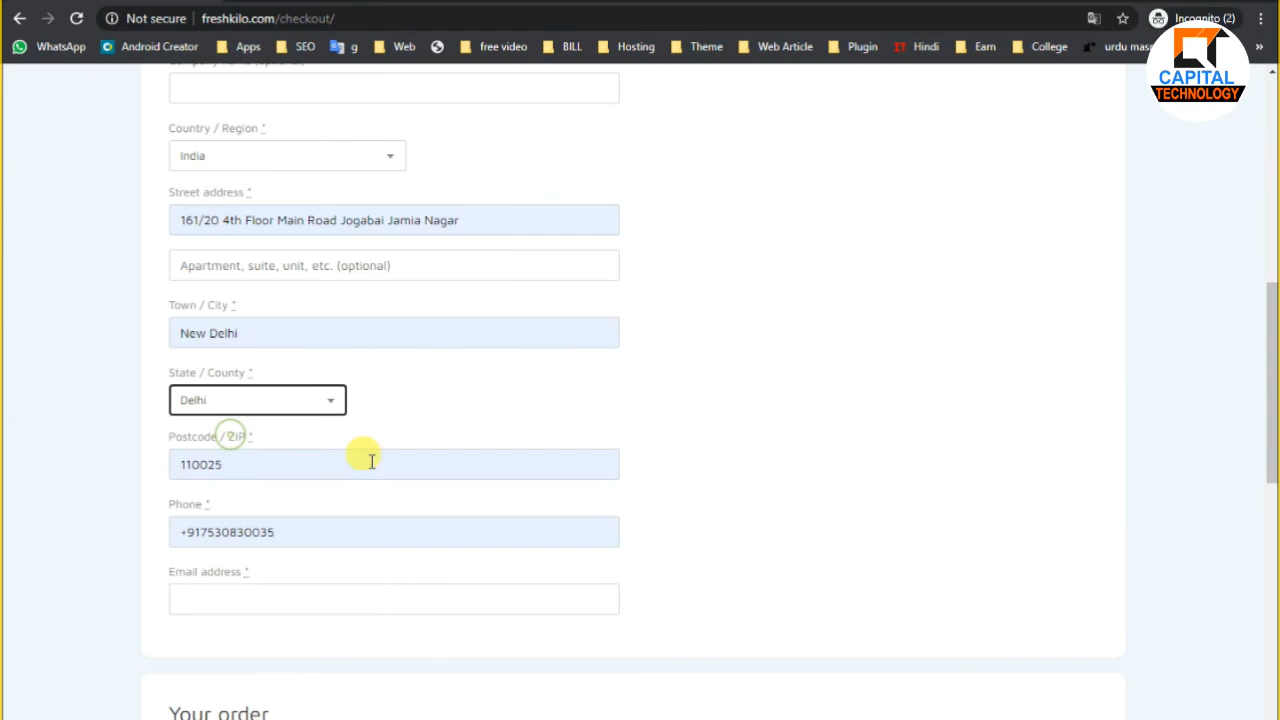 Not secure freshkilo.com/checkout/ Incognito (2)
WhatsApp Android Creator Apps SEO g Web free video BILL Hosting Theme Web Article Plugin Hindi Earn College urdu »
CAPITAL
TECHNOLOGY
Company name (optional)
Country / Region *
India
Street address *
161/20 4th Floor Main Road Jogabai Jamia Nagar
Apartment, suite, unit, etc. (optional)
Town / City *
New Delhi
State / County *
Delhi
Postcode / ZIP *
110025
Phone *
+917530830035
Email address *
Your order